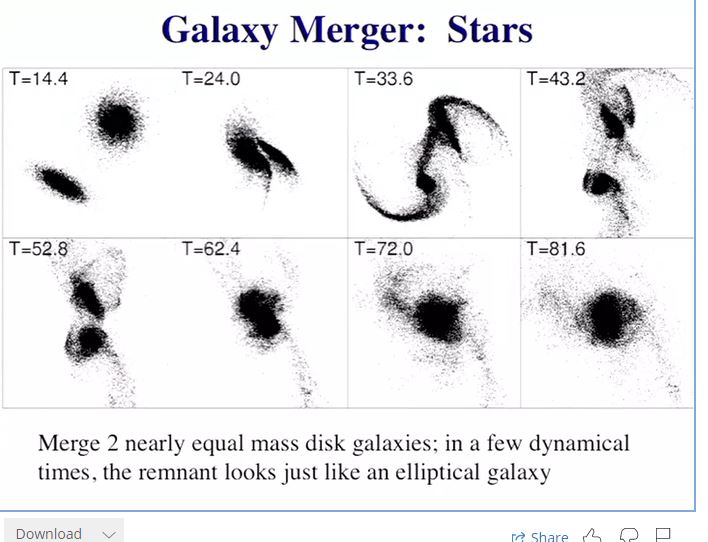 Galaxy Merger: Stars
T=14.4
T=24.0
T=33.6
T=43.2
T=52.8
T=62.4
T=72.0
T=81.6
Merge 2 nearly equal mass disk galaxies; in a few dynamical
times, the remnant looks just like an elliptical galaxy
Download
Share